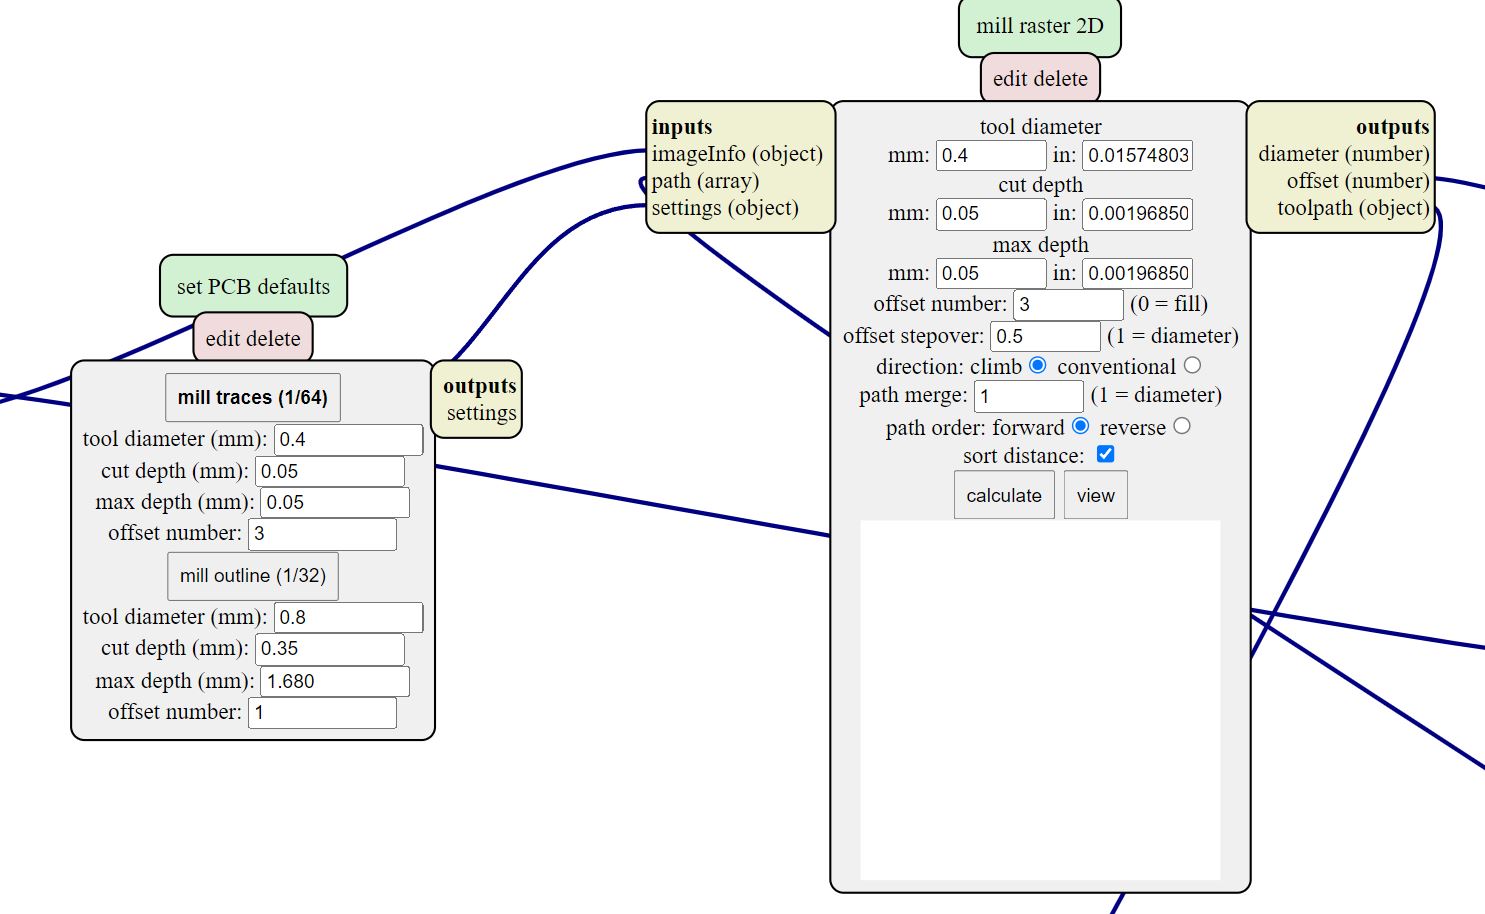 mill raster 2D
edit delete
inputs
imageInfo (object)
path (array)
settings (object)
tool diameter
mm: 0.4 in: 0.01574803
cut depth
mm: 0.05 in: 0.00196850
max depth
mm: 0.05 in: 0.00196850
offset number: 3 (0 = fill)
offset stepover: 0.5 (1 = diameter)
direction: climb conventional
path merge: 1 (1 = diameter)
path order: forward reverse
sort distance:
calculate view
outputs
diameter (number)
offset (number)
toolpath (object)
set PCB defaults
edit delete
mill traces (1/64)
tool diameter (mm): 0.4
cut depth (mm): 0.05
max depth (mm): 0.05
offset number: 3
mill outline (1/32)
tool diameter (mm): 0.8
cut depth (mm): 0.35
max depth (mm): 1.680
offset number: 1
outputs
settings